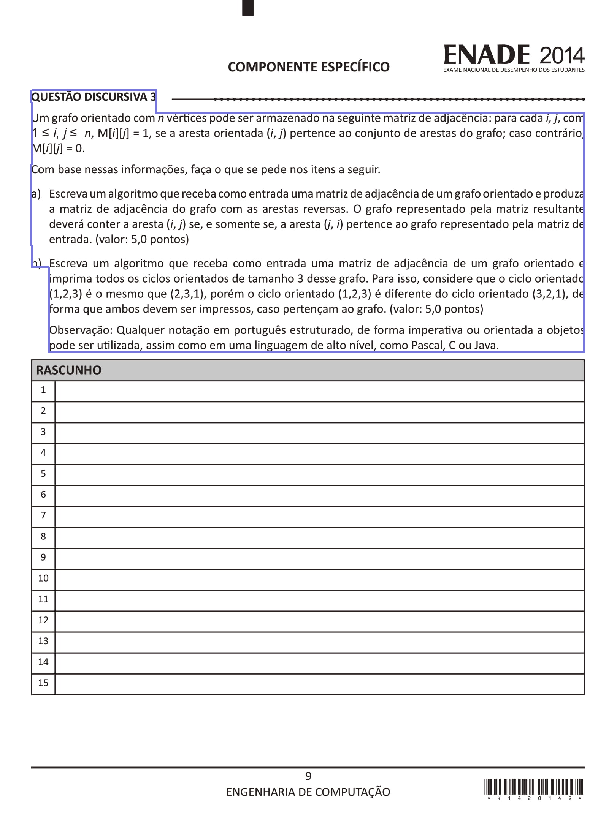 ENADE 2014
EXAME NACIONAL DE DESEMPENHO DOS ESTUDANTES
COMPONENTE ESPECÍFICO
QUESTÃO DISCURSIVA 3
Um grafo orientado com n vértices pode ser armazenado na seguinte matriz de adjacência: para cada i, j, com
1 ≤ i, j ≤ n, M[i][j] = 1, se a aresta orientada (i, j) pertence ao conjunto de arestas do grafo; caso contrário,
M[i][j] = 0.
Com base nessas informações, faça o que se pede nos itens a seguir.
a) Escreva um algoritmo que receba como entrada uma matriz de adjacência de um grafo orientado e produza
a matriz de adjacência do grafo com as arestas reversas. O grafo representado pela matriz resultante
deverá conter a aresta (i, j) se, e somente se, a aresta (j, i) pertence ao grafo representado pela matriz de
entrada. (valor: 5,0 pontos)
b) Escreva um algoritmo que receba como entrada uma matriz de adjacência de um grafo orientado e
imprima todos os ciclos orientados de tamanho 3 desse grafo. Para isso, considere que o ciclo orientado
(1,2,3) é o mesmo que (2,3,1), porém o ciclo orientado (1,2,3) é diferente do ciclo orientado (3,2,1), de
forma que ambos devem ser impressos, caso pertençam ao grafo. (valor: 5,0 pontos)
Observação: Qualquer notação em português estruturado, de forma imperativa ou orientada a objetos
pode ser utilizada, assim como em uma linguagem de alto nível, como Pascal, C ou Java.
RASCUNHO
1
2
3
4
5
6
7
8
9
10
11
12
13
14
15
9
ENGENHARIA DE COMPUTAÇÃO